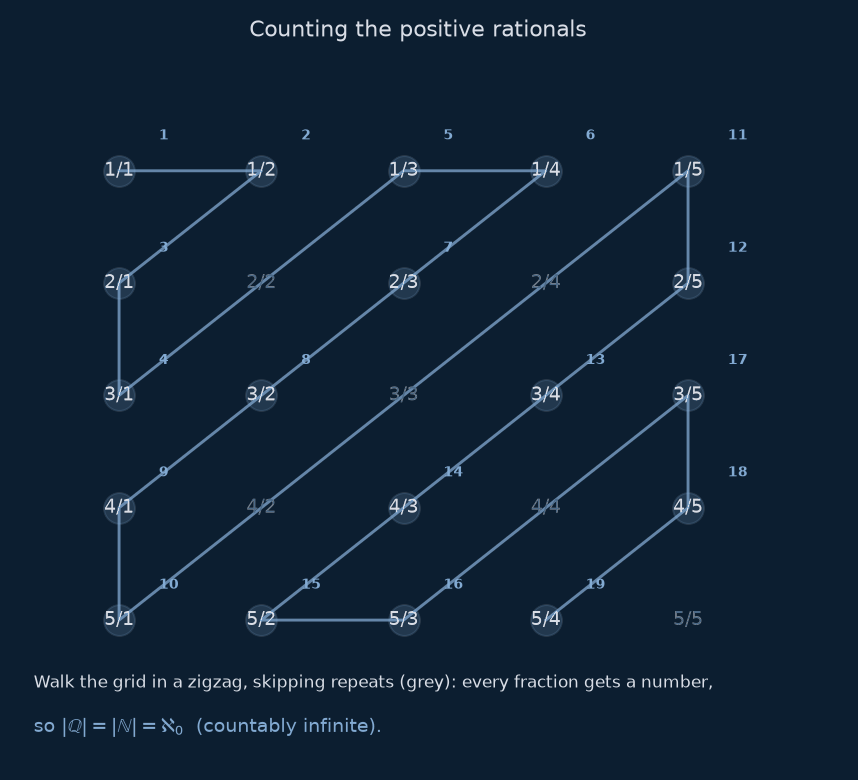 Counting the positive rationals
1 2 5 6 11
1/1 1/2 1/3 1/4 1/5
3 7 12
2/1 2/2 2/3 2/4 2/5
4 8 13 17
3/1 3/2 3/3 3/4 3/5
9 14 18
4/1 4/2 4/3 4/4 4/5
10 15 16 19
5/1 5/2 5/3 5/4 5/5
Walk the grid in a zigzag, skipping repeats (grey): every fraction gets a number,
so |ℚ| = |ℕ| = ℵ₀ (countably infinite).